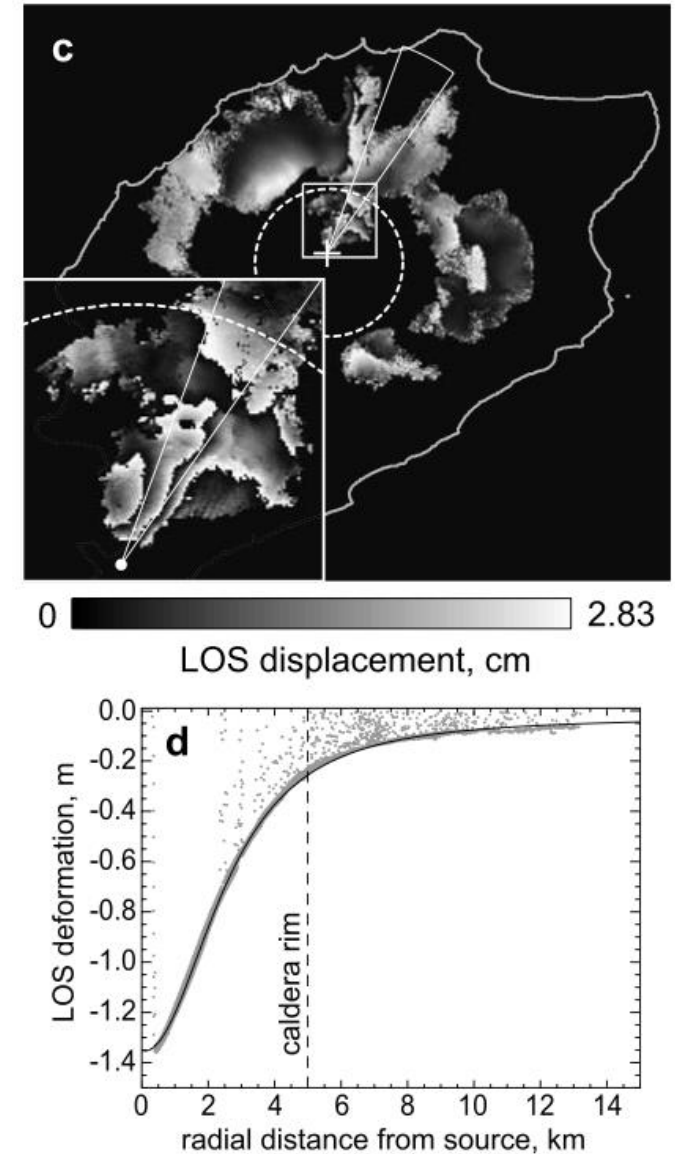 c
0
2.83
LOS displacement, cm
d
0.0
-0.2
-0.4
-0.6
-0.8
-1.0
-1.2
-1.4
LOS deformation, m
caldera rim
0 2 4 6 8 10 12 14
radial distance from source, km